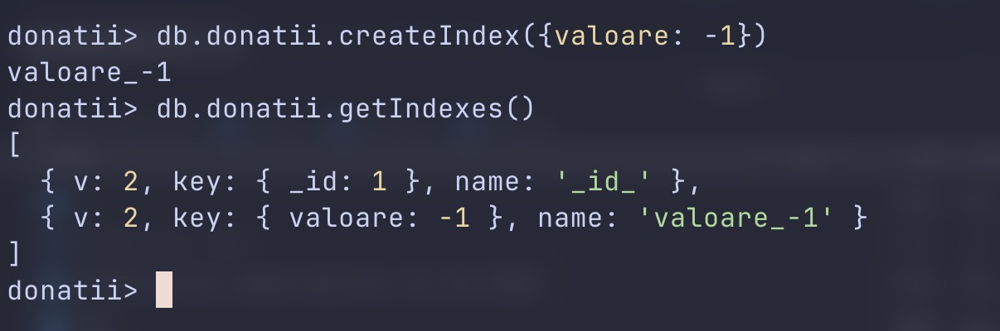 donatii> db.donatii.createIndex({valoare: -1})
valoare_-1
donatii> db.donatii.getIndexes()
[
  { v: 2, key: { _id: 1 }, name: '_id_' },
  { v: 2, key: { valoare: -1 }, name: 'valoare_-1' }
]
donatii>